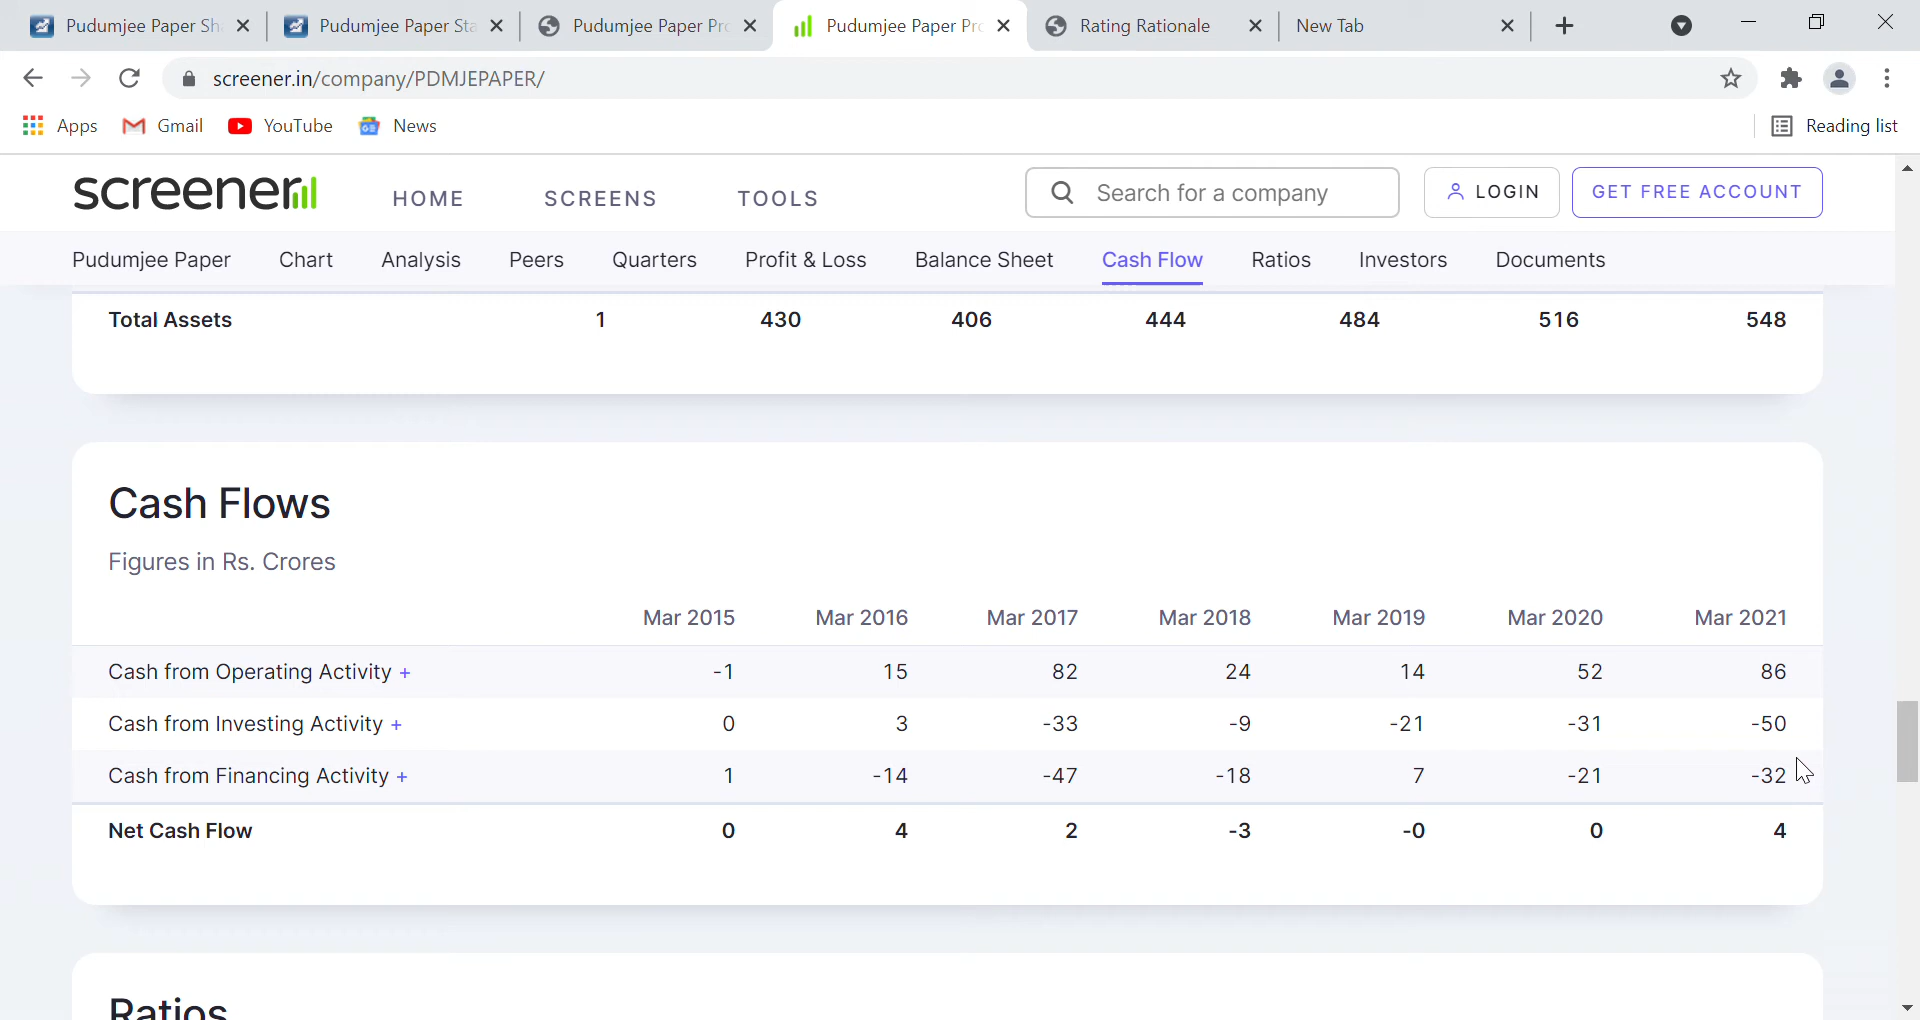 Pudumjee Paper Sh
Pudumjee Paper Sta
Pudumjee Paper Pro
Pudumjee Paper Pro
Rating Rationale
New Tab
screener.in/company/PDMJEPAPER/
Apps
Gmail
YouTube
News
Reading list
screener
HOME
SCREENS
TOOLS
Search for a company
LOGIN
GET FREE ACCOUNT
Pudumjee Paper Chart Analysis Peers Quarters Profit & Loss Balance Sheet Cash Flow Ratios Investors Documents
Total Assets 1 430 406 444 484 516 548
Cash Flows
Figures in Rs. Crores
Mar 2015 Mar 2016 Mar 2017 Mar 2018 Mar 2019 Mar 2020 Mar 2021
Cash from Operating Activity + -1 15 82 24 14 52 86
Cash from Investing Activity + 0 3 -33 -9 -21 -31 -50
Cash from Financing Activity + 1 -14 -47 -18 7 -21 -32
Net Cash Flow 0 4 2 -3 -0 0 4
Ratios